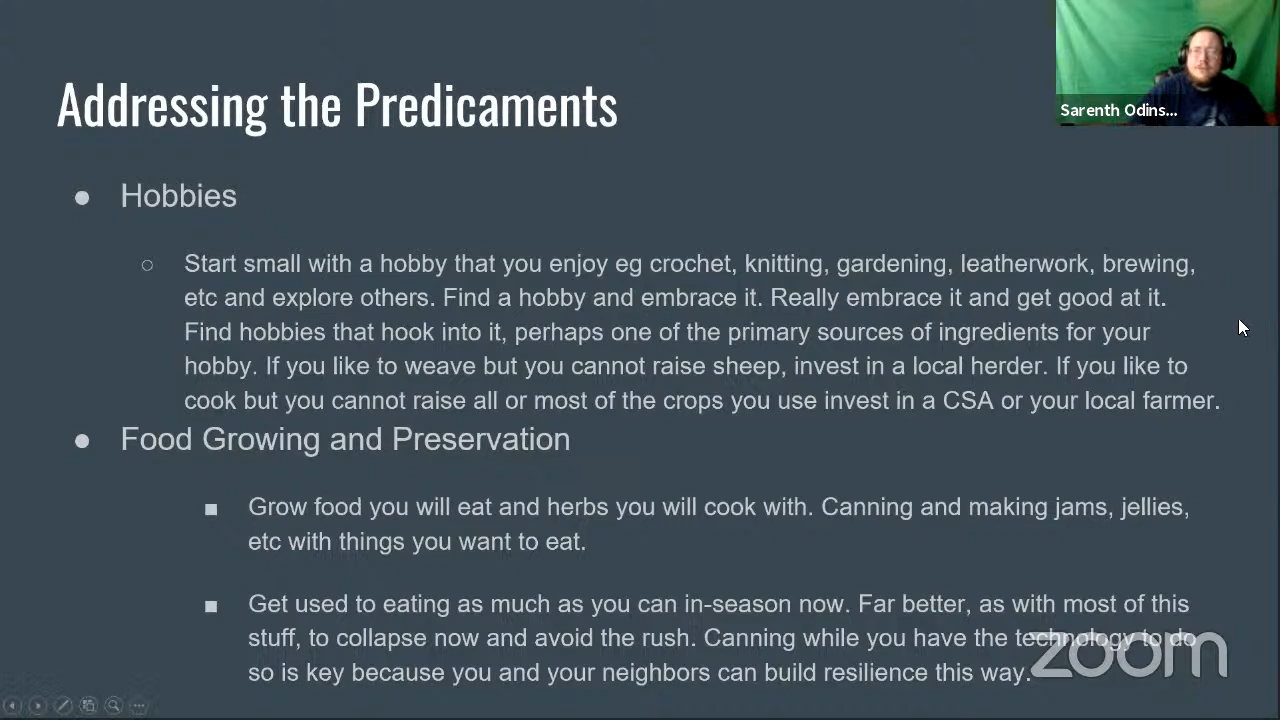 Addressing the Predicaments
Sarenth Odins...
● Hobbies
○ Start small with a hobby that you enjoy eg crochet, knitting, gardening, leatherwork, brewing,
etc and explore others. Find a hobby and embrace it. Really embrace it and get good at it.
Find hobbies that hook into it, perhaps one of the primary sources of ingredients for your
hobby. If you like to weave but you cannot raise sheep, invest in a local herder. If you like to
cook but you cannot raise all or most of the crops you use invest in a CSA or your local farmer.
● Food Growing and Preservation
■ Grow food you will eat and herbs you will cook with. Canning and making jams, jellies,
etc with things you want to eat.
■ Get used to eating as much as you can in-season now. Far better, as with most of this
stuff, to collapse now and avoid the rush. Canning while you have the technology to do
so is key because you and your neighbors can build resilience this way.
zoom